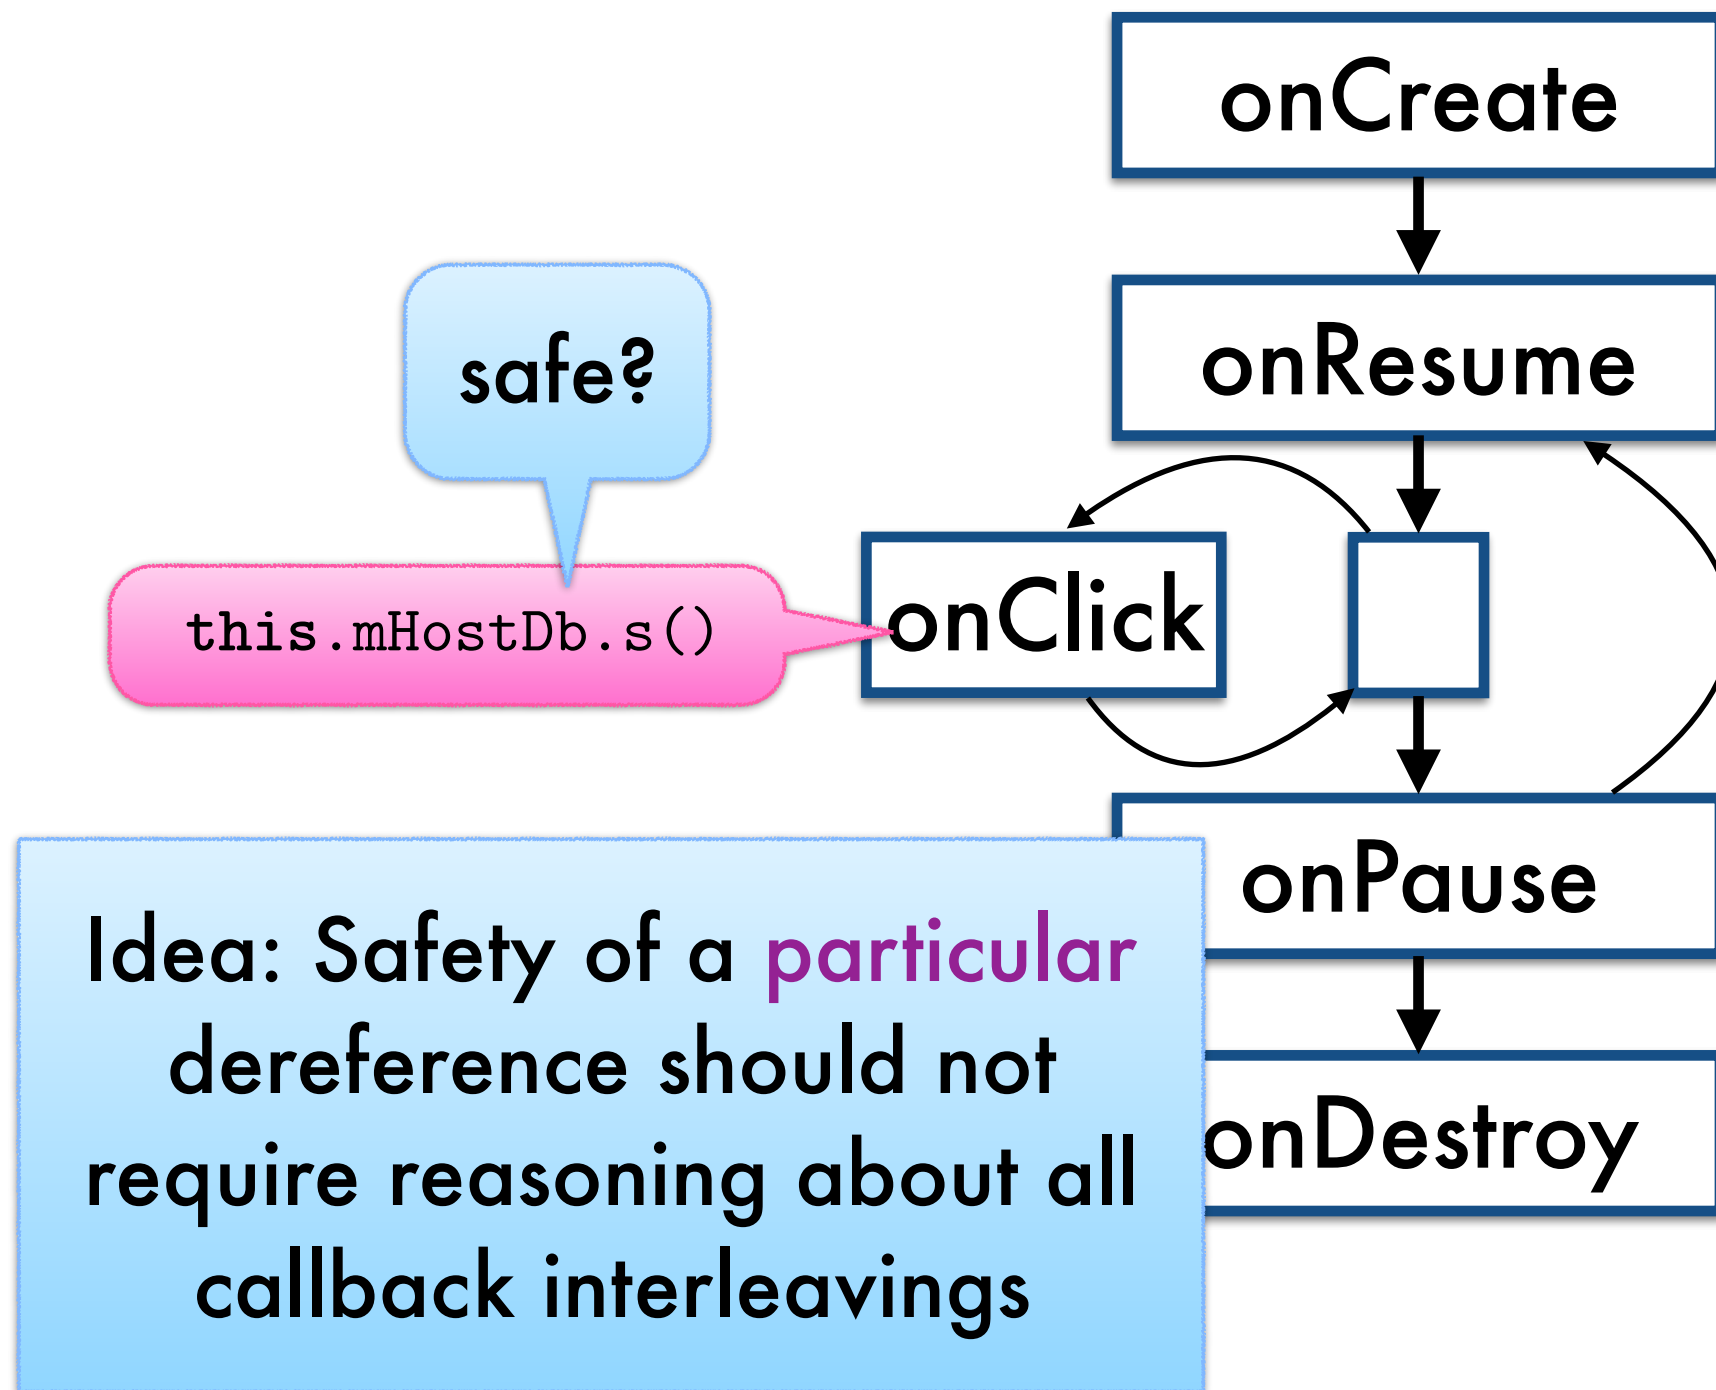 onCreate
onResume
safe?
this.mHostDb.s()
onClick
onPause
Idea: Safety of a particular
dereference should not
require reasoning about all
callback interleavings
onDestroy